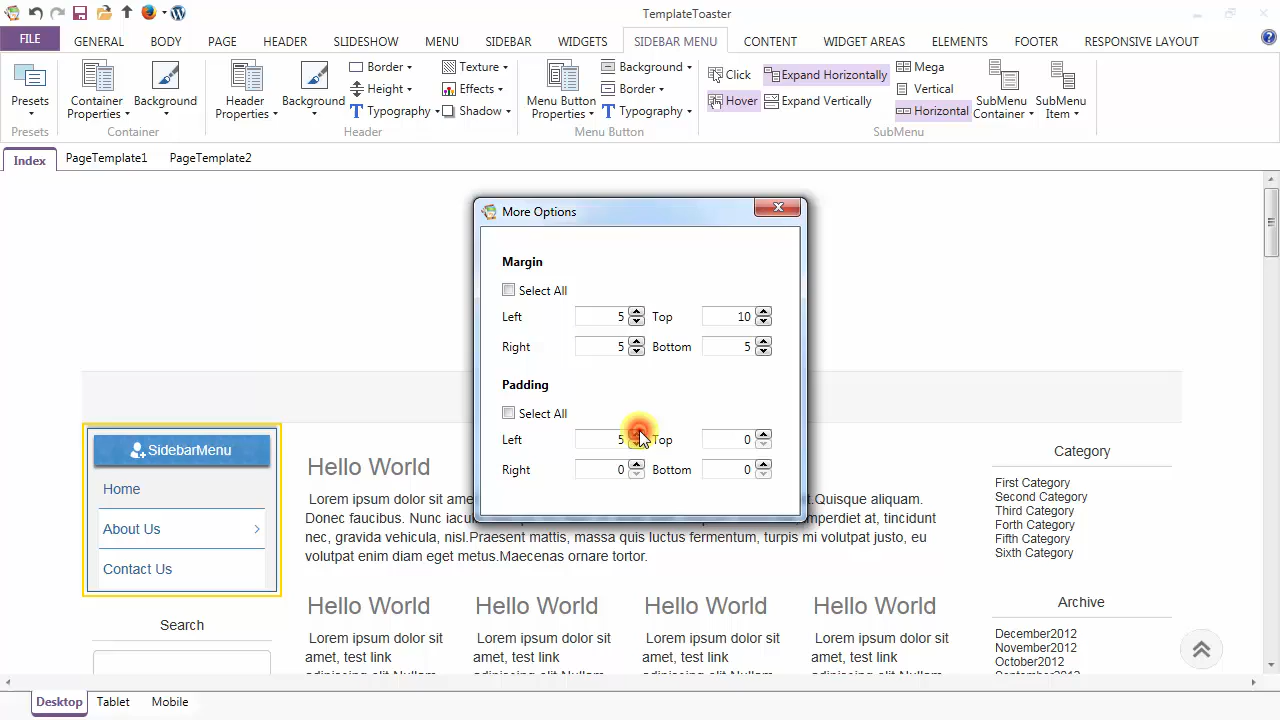 TemplateToaster
FILE GENERAL BODY PAGE HEADER SLIDESHOW MENU SIDEBAR WIDGETS SIDEBAR MENU CONTENT WIDGET AREAS ELEMENTS FOOTER RESPONSIVE LAYOUT
Presets
Container Properties
Background
Container
Header Properties
Background
Border
Height
Typography
Texture
Effects
Shadow
Header
Menu Button Properties
Background
Border
Typography
Menu Button
Click
Hover
Expand Horizontally
Expand Vertically
Mega
Vertical
Horizontal
SubMenu Container
SubMenu Item
SubMenu
Presets
Index PageTemplate1 PageTemplate2
More Options
Margin
Select All
Left 5 Top 10
Right 5 Bottom 5
Padding
Select All
Left 5 Top 0
Right 0 Bottom 0
SidebarMenu
Home
About Us
Contact Us
Search
Hello World
Lorem ipsum dolor sit ame
.Quisque aliquam,
Donec faucibus. Nunc iacu
dolor in amet enim, aliquam tempus at, tincidunt
nec, gravida vehicula, nisl.Praesent mattis, massa quis luctus fermentum, turpis mi volutpat justo, eu
volutpat enim diam eget metus.Maecenas ornare tortor.
Hello World Hello World Hello World Hello World
Lorem ipsum dolor sit Lorem ipsum dolor sit Lorem ipsum dolor sit Lorem ipsum dolor sit
amet, test link amet, test link amet, test link amet, test link
Category
First Category
Second Category
Third Category
Forth Category
Fifth Category
Sixth Category
Archive
December2012
November2012
October2012
Desktop Tablet Mobile